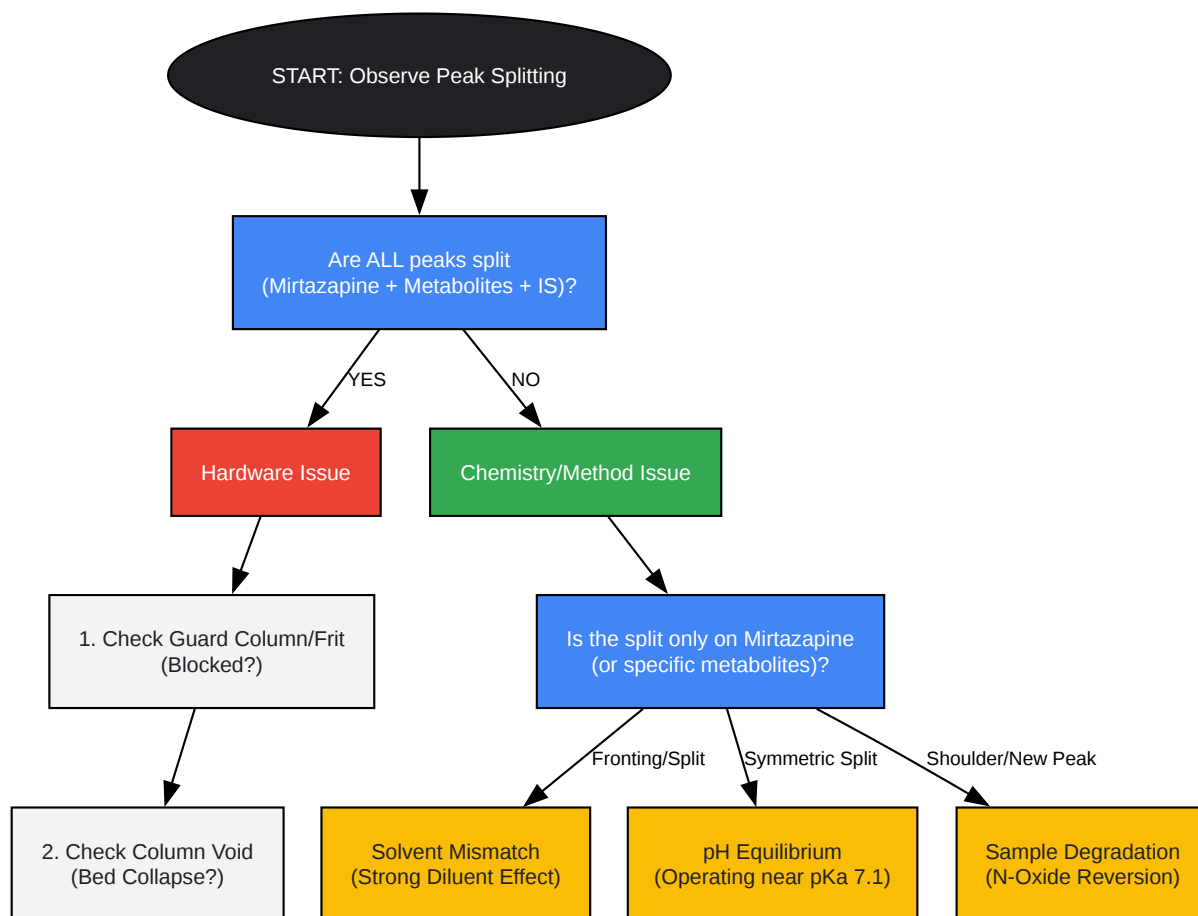 START: Observe Peak Splitting
Are ALL peaks split
(Mirtazapine + Metabolites + IS)?
YES
NO
Hardware Issue
Chemistry/Method Issue
1. Check Guard Column/Frit
(Blocked?)
Is the split only on Mirtazapine
(or specific metabolites)?
Fronting/Split
Symmetric Split
Shoulder/New Peak
2. Check Column Void
(Bed Collapse?)
Solvent Mismatch
(Strong Diluent Effect)
pH Equilibrium
(Operating near pKa 7.1)
Sample Degradation
(N-Oxide Reversion)